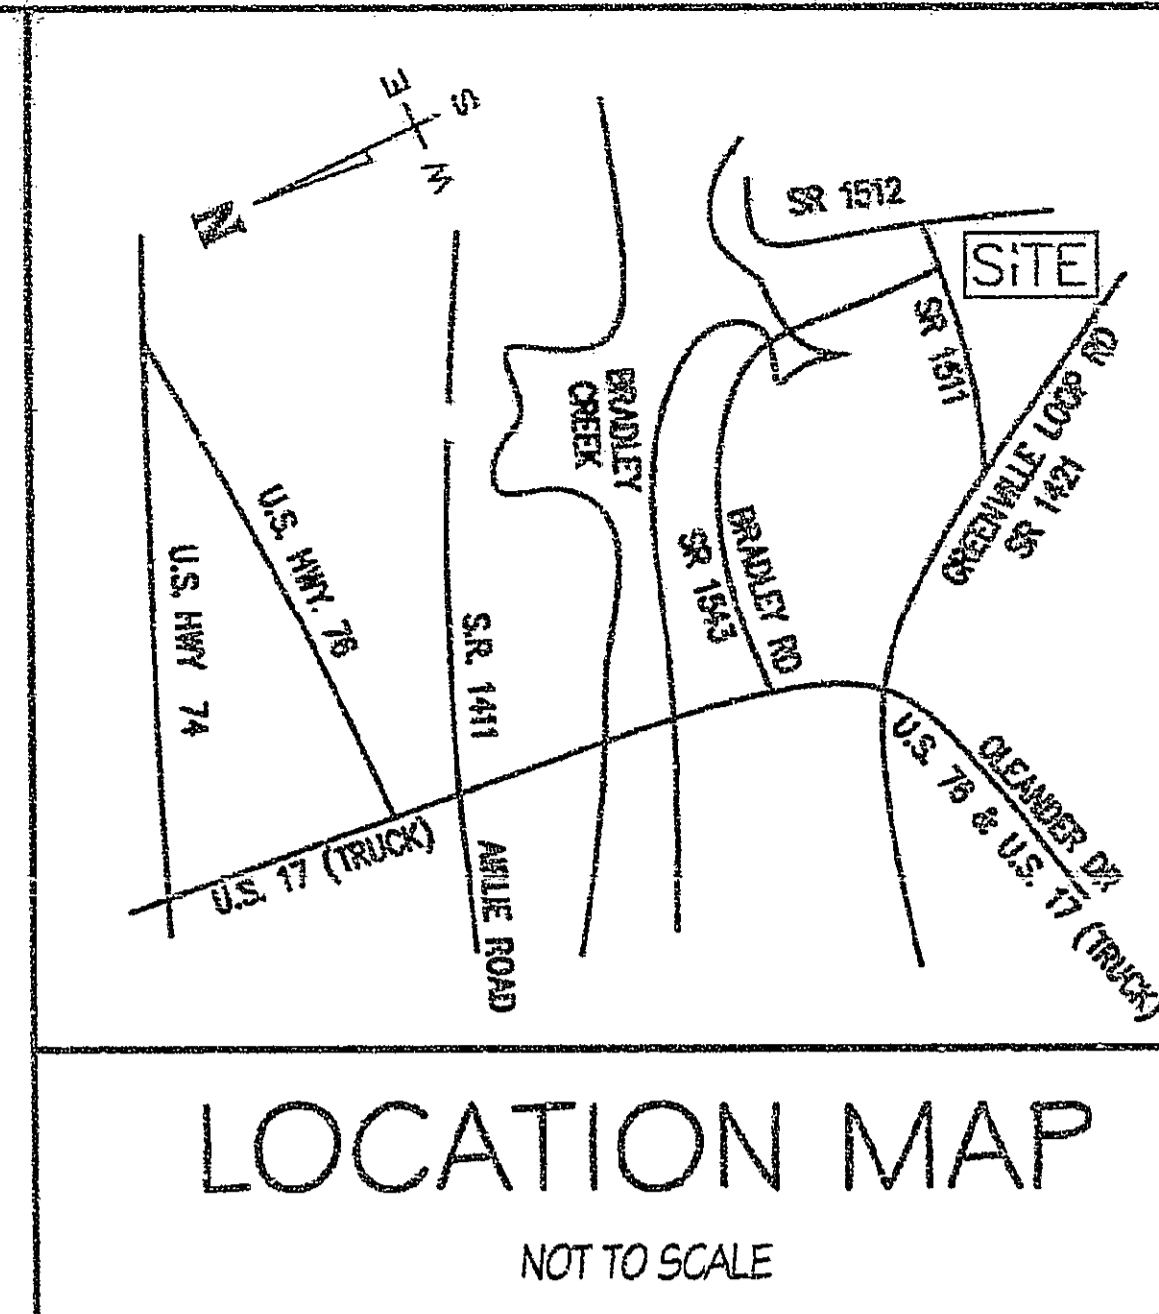 E
S
W
N
SR 1512
SiTE
SR 1511
GREENVILLE LOOP RD
SR 1421
BRADLEY
CREEK
BRADLEY RD
SR 1543
U.S. HWY. 76
U.S. HWY 74
S.R. 1411
AIRLIE ROAD
U.S. 17 (TRUCK)
OLEANDER DR
U.S. 76 & U.S. 17 (TRUCK)
LOCATION MAP
NOT TO SCALE